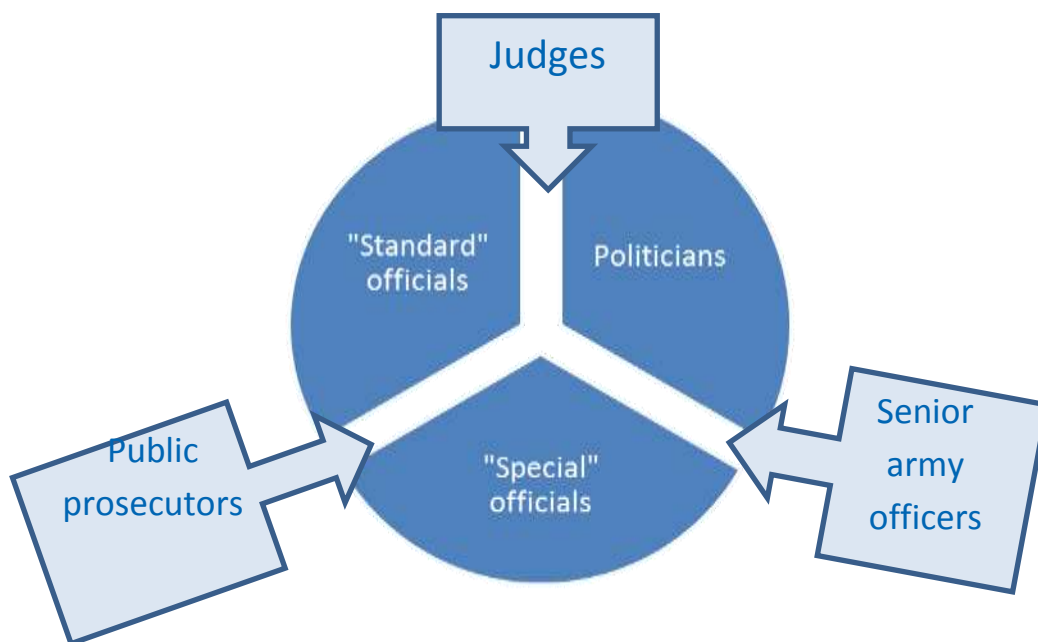 Judges
"Standard"
officials
Politicians
Public
prosecutors
"Special"
officials
Senior
army
officers